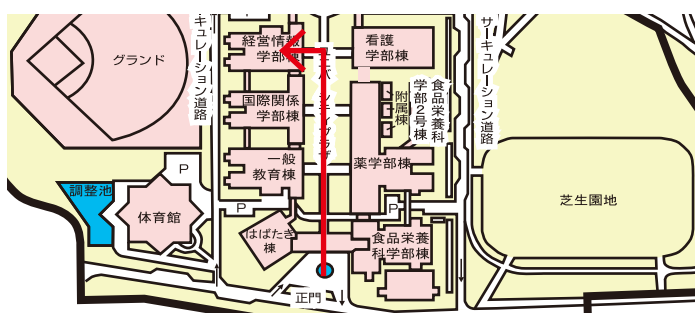 グランド
キュレーション道路
経営情報
学部棟
看護
学部棟
サーキュレーション道路
国際関係
学部棟
附属棟
食品栄養科
学部2号棟
一般
教育棟
薬学部棟
P
調整池
体育館
芝生園地
P
P
はばたき
棟
食品栄養
科学部棟
正門